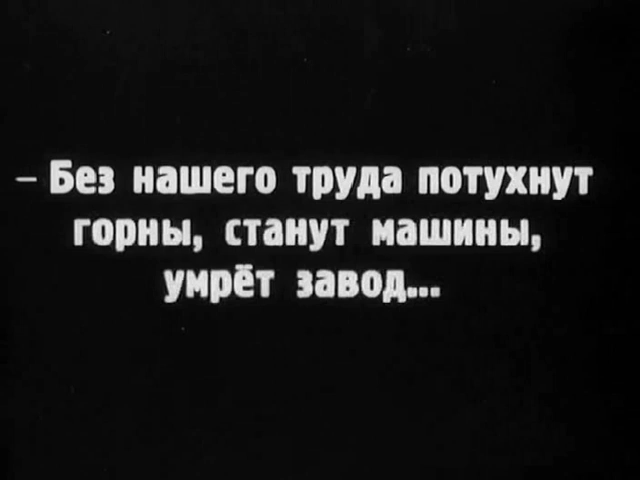 – Без нашего труда потухнут
горны, станут машины,
умрёт завод...